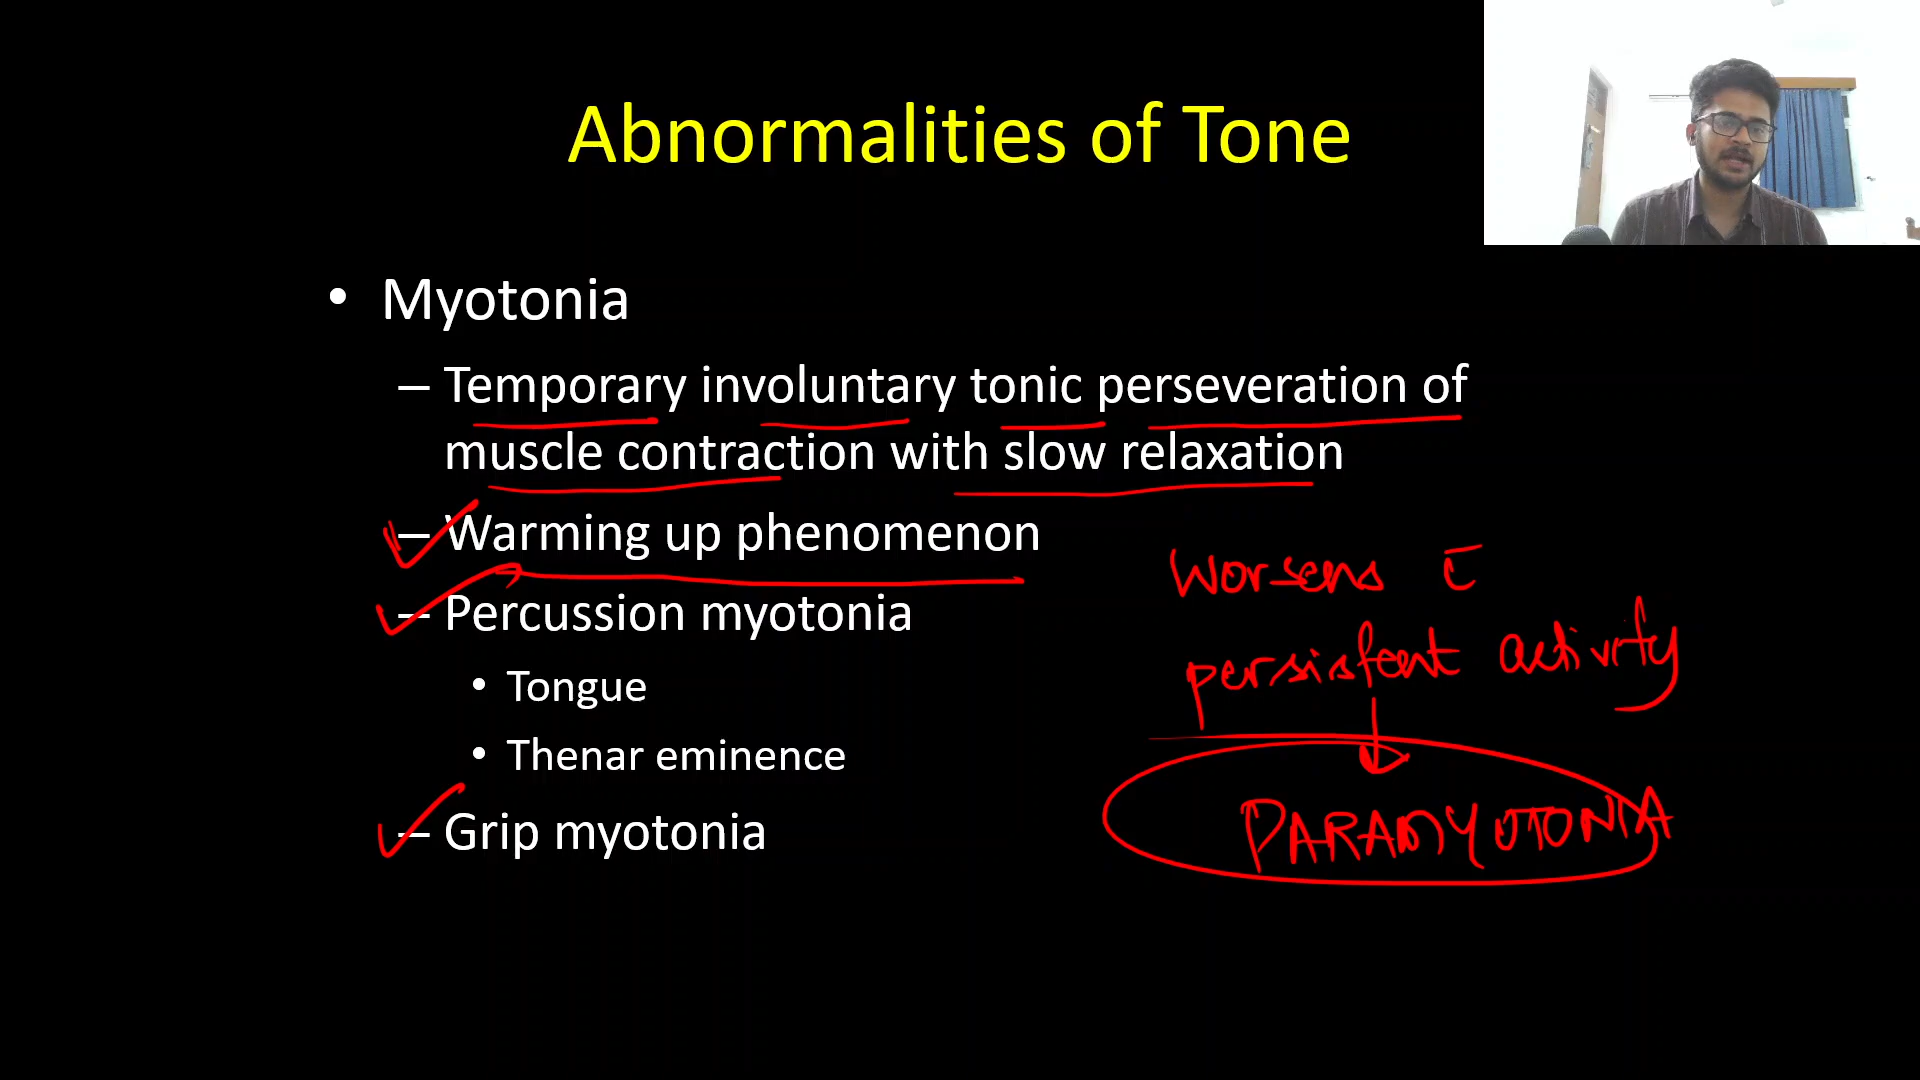 Abnormalities of Tone
• Myotonia
– Temporary involuntary tonic perseveration of
muscle contraction with slow relaxation
– Warming up phenomenon
– Percussion myotonia
• Tongue
• Thenar eminence
– Grip myotonia
Worsens c̄
persistent activity
PARAMYOTONIA